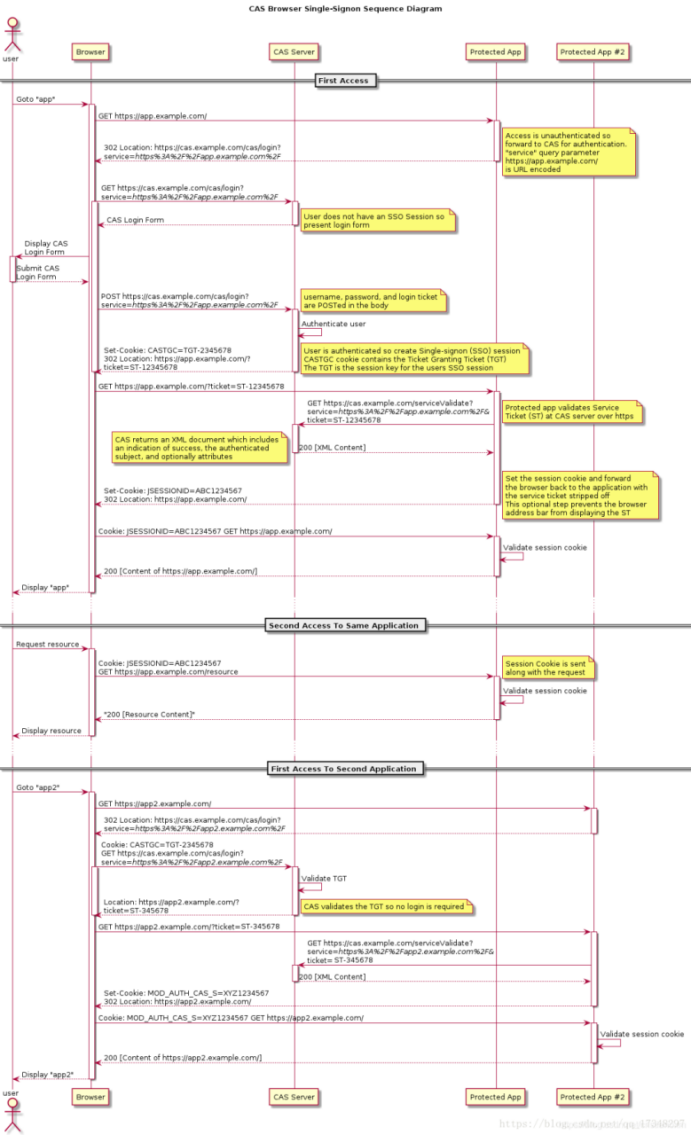 CAS Browser Single-Signon Sequence Diagram
user
Browser
CAS Server
Protected App
Protected App #2
First Access
Goto "app"
GET https://app.example.com/
Access is unauthenticated so
forward to CAS for authentication.
"service" query parameter
https://app.example.com/
is URL encoded
302 Location: https://cas.example.com/cas/login?
service=https%3A%2F%2Fapp.example.com%2F
GET https://cas.example.com/cas/login?
service=https%3A%2F%2Fapp.example.com%2F
User does not have an SSO Session so
present login form
CAS Login Form
Display CAS
Login Form
Submit CAS
Login Form
POST https://cas.example.com/cas/login?
service=https%3A%2F%2Fapp.example.com%2F
username, password, and login ticket
are POSTed in the body
Authenticate user
Set-Cookie: CASTGC=TGT-2345678
302 Location: https://app.example.com/?
ticket=ST-12345678
User is authenticated so create Single-signon (SSO) session
CASTGC cookie contains the Ticket Granting Ticket (TGT)
The TGT is the session key for the users SSO session
GET https://app.example.com/?ticket=ST-12345678
GET https://cas.example.com/serviceValidate?
service=https%3A%2F%2Fapp.example.com%2F&
ticket=ST-12345678
Protected app validates Service
Ticket (ST) at CAS server over https
CAS returns an XML document which includes
an indication of success, the authenticated
subject, and optionally attributes
200 [XML Content]
Set the session cookie and forward
the browser back to the application with
the service ticket stripped off
This optional step prevents the browser
address bar from displaying the ST
Set-Cookie: JSESSIONID=ABC1234567
302 Location: https://app.example.com/
Cookie: JSESSIONID=ABC1234567 GET https://app.example.com/
Validate session cookie
200 [Content of https://app.example.com/]
Display "app"
Second Access To Same Application
Request resource
Cookie: JSESSIONID=ABC1234567
GET https://app.example.com/resource
Session Cookie is sent
along with the request
Validate session cookie
"200 [Resource Content]"
Display resource
First Access To Second Application
Goto "app2"
GET https://app2.example.com/
302 Location: https://cas.example.com/cas/login?
service=https%3A%2F%2Fapp2.example.com%2F
Cookie: CASTGC=TGT-2345678
GET https://cas.example.com/cas/login?
service=https%3A%2F%2Fapp2.example.com%2F
Validate TGT
Location: https://app2.example.com/?
ticket=ST-345678
CAS validates the TGT so no login is required
GET https://app2.example.com/?ticket=ST-345678
GET https://cas.example.com/serviceValidate?
service=https%3A%2F%2Fapp2.example.com%2F&
ticket= ST-345678
200 [XML Content]
Set-Cookie: MOD_AUTH_CAS_S=XYZ1234567
302 Location: https://app2.example.com/
Cookie: MOD_AUTH_CAS_S=XYZ1234567 GET https://app2.example.com/
Validate session cookie
200 [Content of https://app2.example.com/]
Display "app2"
user
Browser
CAS Server
Protected App
Protected App #2